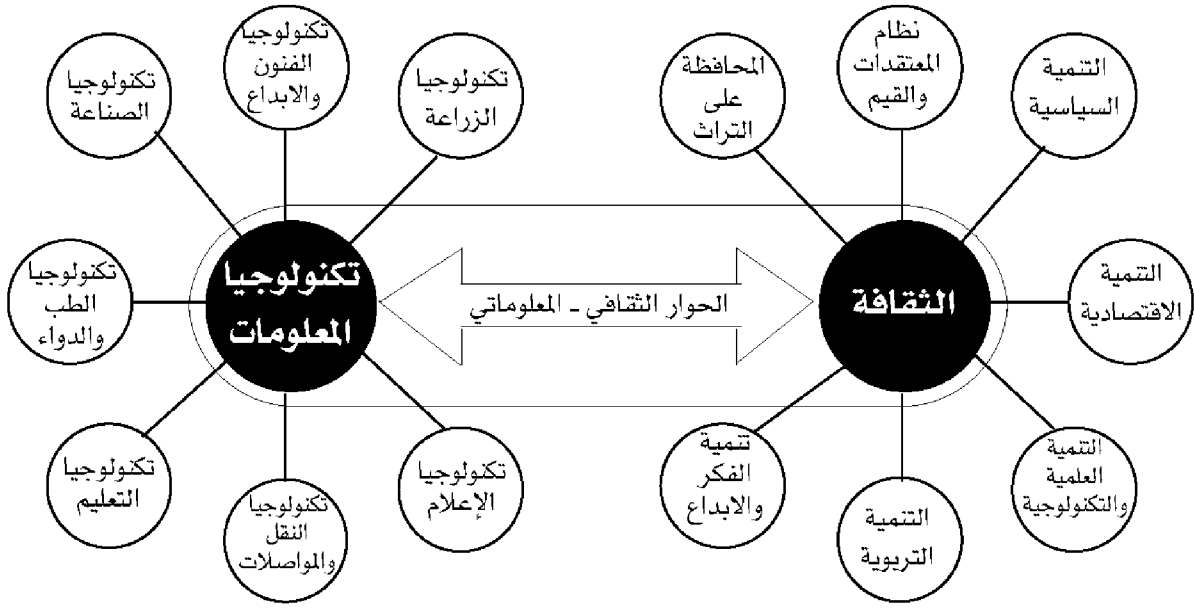 نظام
المعتقدات
والقيم
التنمية
السياسية
المحافظة
على
التراث
التنمية
الاقتصادية
الثقافة
التنمية
العلمية
والتكنولوجية
التنمية
التربوية
تنمية
الفكر
والابداع
الحوار الثقافي ـ المعلوماتي
تكنولوجيا
الزراعة
تكنولوجيا
الفنون
والابداع
تكنولوجيا
الصناعة
تكنولوجيا
المعلومات
تكنولوجيا
الطب
والدواء
تكنولوجيا
الإعلام
تكنولوجيا
النقل
والمواصلات
تكنولوجيا
التعليم